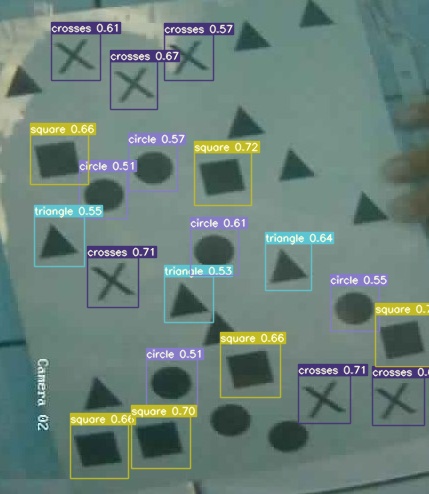 crosses 0.61
crosses 0.57
crosses 0.67
square 0.66
circle 0.57
square 0.72
circle 0.51
triangle 0.55
circle 0.61
triangle 0.64
crosses 0.71
triangle 0.53
circle 0.55
square 0.7
square 0.66
circle 0.51
crosses 0.71
crosses 0.
square 0.66
square 0.70
Camera 02